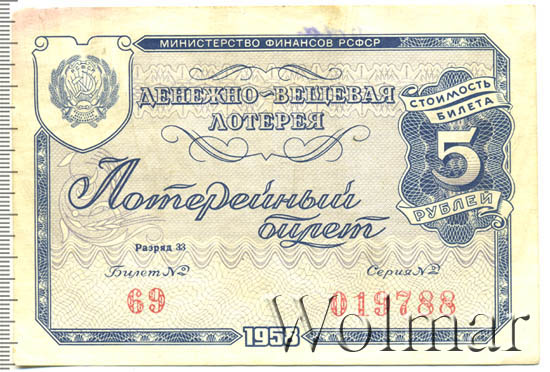 МИНИСТЕРСТВО ФИНАНСОВ РСФСР
ДЕНЕЖНО-ВЕЩЕВАЯ
ЛОТЕРЕЯ
СТОИМОСТЬ
БИЛЕТА
5
РУБЛЕЙ
Лотерейный
билет
Разряд 33
Билет №
Серия №
69
019788
1958
Wolmar